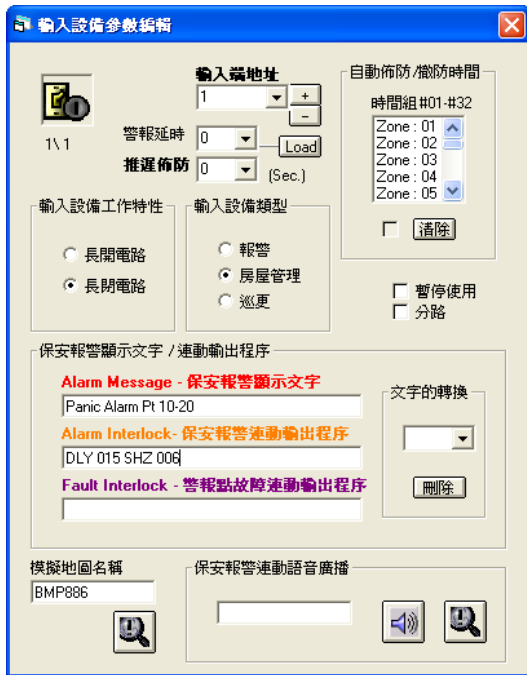 輸入設備參數編輯
輸入端地址
1
+
-
1\ 1
警報延時
0
Load
推遲佈防
0
(Sec.)
自動佈防/撤防時間
時間組#01-#32
Zone : 01
Zone : 02
Zone : 03
Zone : 04
Zone : 05
清除
輸入設備工作特性
長開電路
長閉電路
輸入設備類型
報警
房屋管理
巡更
暫停使用
分路
保安報警顯示文字 / 連動輸出程序
Alarm Message - 保安報警顯示文字
Panic Alarm Pt 10-20
Alarm Interlock- 保安報警連動輸出程序
DLY 015 SHZ 006
Fault Interlock - 警報點故障連動輸出程序
文字的轉換
刪除
模擬地圖名稱
BMP886
保安報警連動語音廣播